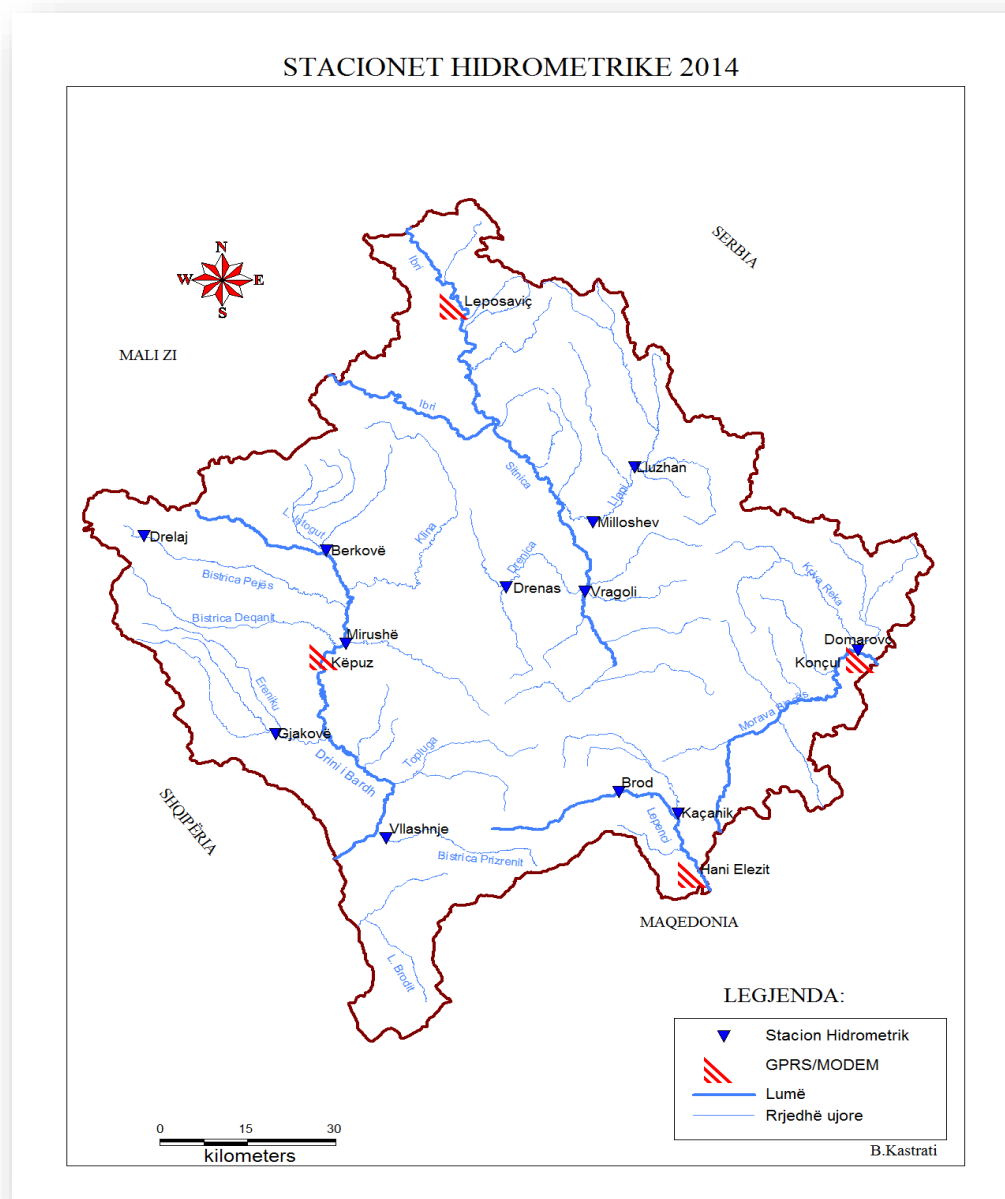 STACIONET HIDROMETRIKE 2014
SERBIA
N
W
E
S
Ibri
Leposaviç
MALI ZI
Ibri
Sitnica
Lluzhan
Llapi
L. Istogut
Milloshev
Klina
Drelaj
Berkovë
Drenica
Kriva Reka
Bistrica Pejës
Drenas
Vragoli
Bistrica Deqanit
Mirushë
Domarovc
Këpuz
Konçul
Ereniku
Morava Binçës
Gjakovë
Topluga
Drini i Bardh
Brod
SHQIPËRIA
Lepenci
Kaçanik
Vllashnje
Bistrica Prizrenit
Hani Elezit
MAQEDONIA
L. Brodit
LEGJENDA:
Stacion Hidrometrik
GPRS/MODEM
Lumë
Rrjedhë ujore
0 15 30
kilometers
B.Kastrati